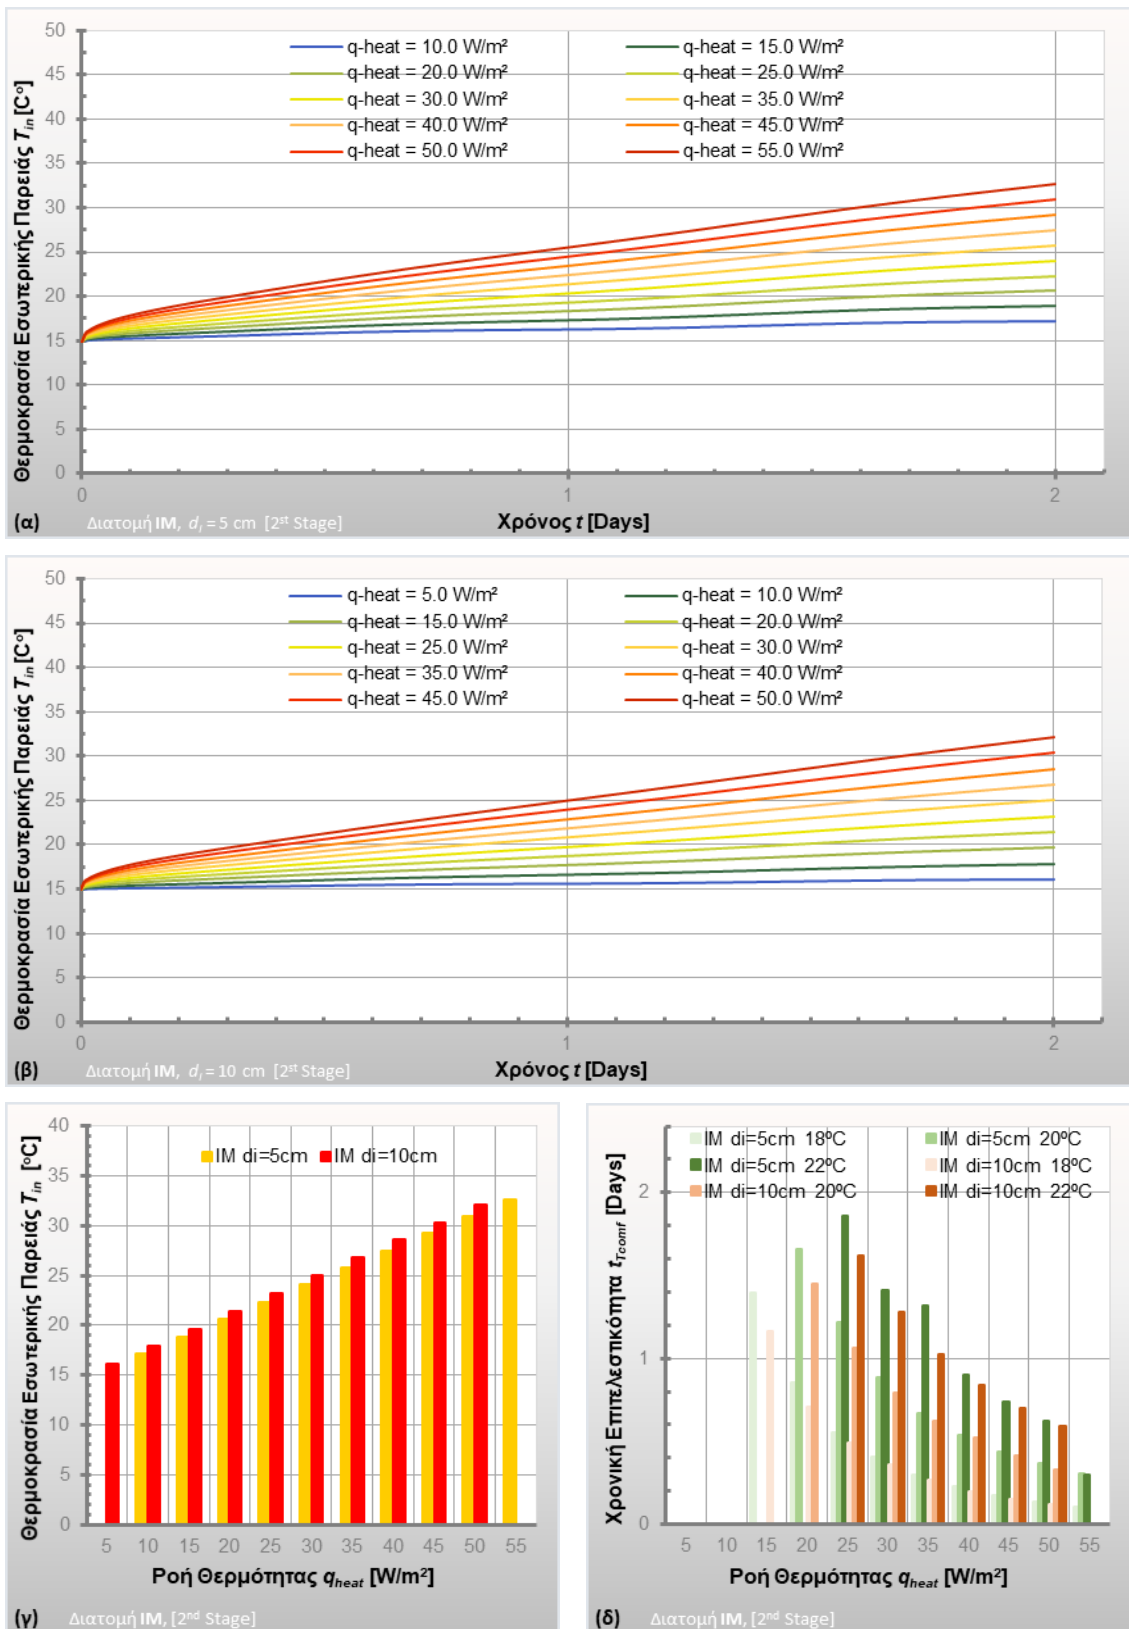 50
45
40
35
30
25
20
15
10
5
0
Θερμοκρασία Εσωτερικής Παρειάς Tin [Cº]
q-heat = 10.0 W/m² q-heat = 15.0 W/m²
q-heat = 20.0 W/m² q-heat = 25.0 W/m²
q-heat = 30.0 W/m² q-heat = 35.0 W/m²
q-heat = 40.0 W/m² q-heat = 45.0 W/m²
q-heat = 50.0 W/m² q-heat = 55.0 W/m²
0 1 2
(α) Διατομή IM, di = 5 cm [2st Stage] Χρόνος t [Days]
50
45
40
35
30
25
20
15
10
5
0
Θερμοκρασία Εσωτερικής Παρειάς Tin [Cº]
q-heat = 5.0 W/m² q-heat = 10.0 W/m²
q-heat = 15.0 W/m² q-heat = 20.0 W/m²
q-heat = 25.0 W/m² q-heat = 30.0 W/m²
q-heat = 35.0 W/m² q-heat = 40.0 W/m²
q-heat = 45.0 W/m² q-heat = 50.0 W/m²
0 1 2
(β) Διατομή IM, di = 10 cm [2st Stage] Χρόνος t [Days]
40
35
30
25
20
15
10
5
0
Θερμοκρασία Εσωτερικής Παρειάς Tin [ºC]
IM di=5cm IM di=10cm
5 10 15 20 25 30 35 40 45 50 55
Ροή Θερμότητας qheat [W/m²]
(γ) Διατομή IM, [2nd Stage]
2
1
0
Χρονική Επιτελεστικότητα tTcomf [Days]
IM di=5cm 18ºC IM di=5cm 20ºC
IM di=5cm 22ºC IM di=10cm 18ºC
IM di=10cm 20ºC IM di=10cm 22ºC
5 10 15 20 25 30 35 40 45 50 55
Ροή Θερμότητας qheat [W/m²]
(δ) Διατομή IM, [2nd Stage]